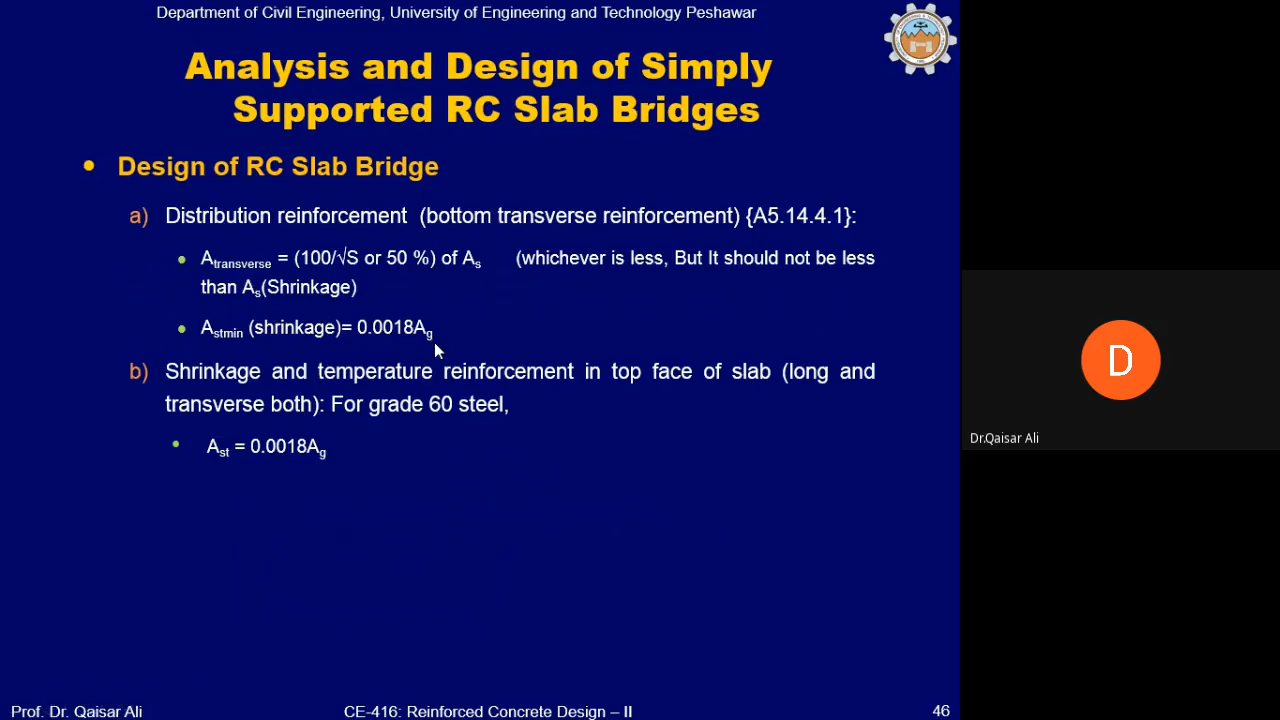 Department of Civil Engineering, University of Engineering and Technology Peshawar
Analysis and Design of Simply
Supported RC Slab Bridges
• Design of RC Slab Bridge
a) Distribution reinforcement (bottom transverse reinforcement) {A5.14.4.1}:
• Atransverse = (100/√S or 50 %) of As (whichever is less, But It should not be less
than As(Shrinkage)
• Astmin (shrinkage)= 0.0018Ag
b) Shrinkage and temperature reinforcement in top face of slab (long and
transverse both): For grade 60 steel,
• Ast = 0.0018Ag
D
Dr.Qaisar Ali
Prof. Dr. Qaisar Ali
CE-416: Reinforced Concrete Design – II
46